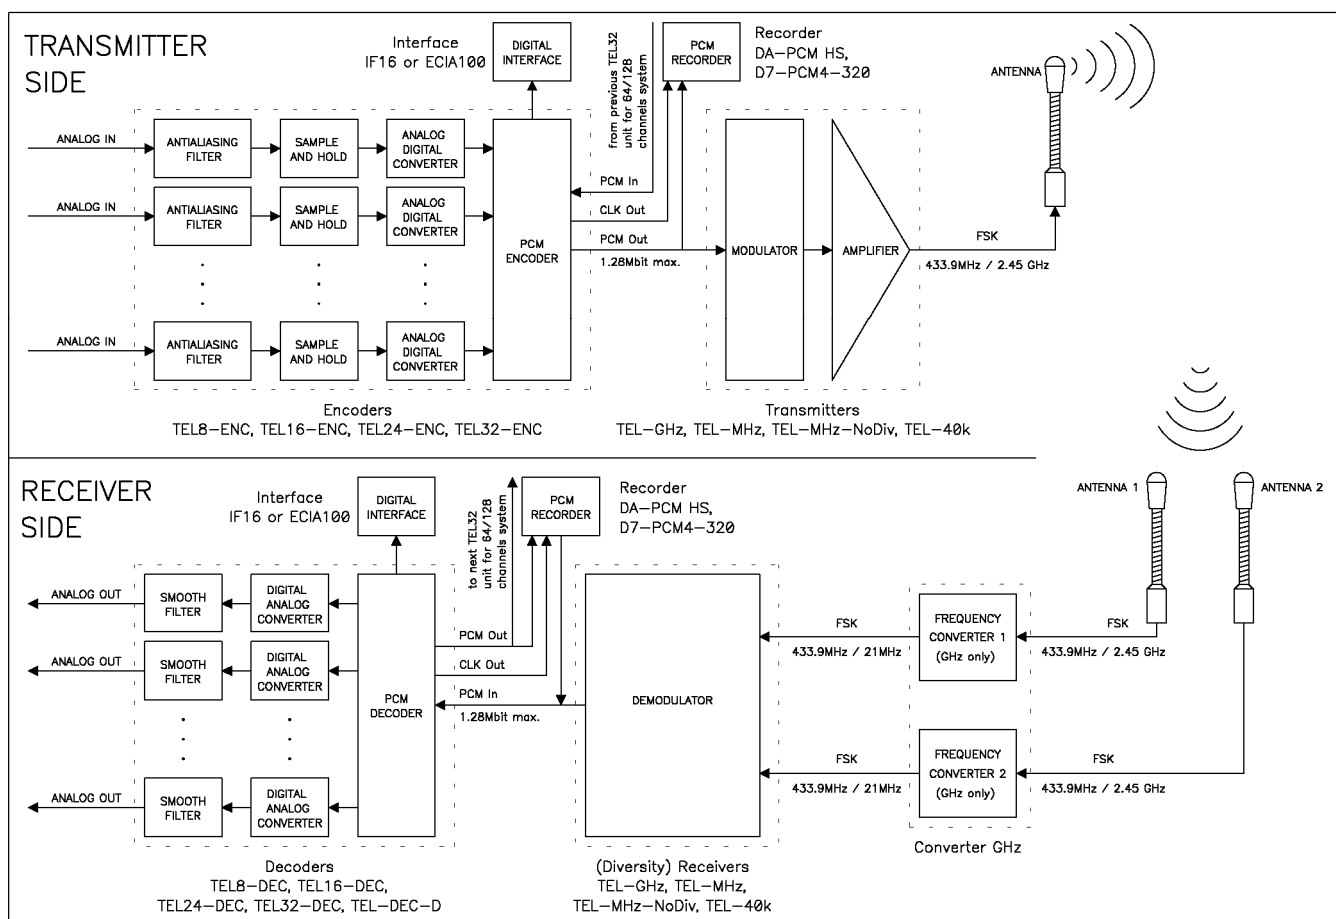 TRANSMITTER
SIDE
Interface
IF16 or ECIA100
DIGITAL
INTERFACE
from previous TEL32
unit for 64/128
channels system
PCM
RECORDER
Recorder
DA-PCM HS,
D7-PCM4-320
ANTENNA
ANALOG IN
ANTIALIASING
FILTER
SAMPLE
AND HOLD
ANALOG
DIGITAL
CONVERTER
ANALOG IN
ANTIALIASING
FILTER
SAMPLE
AND HOLD
ANALOG
DIGITAL
CONVERTER
ANALOG IN
ANTIALIASING
FILTER
SAMPLE
AND HOLD
ANALOG
DIGITAL
CONVERTER
PCM
ENCODER
PCM In
CLK Out
PCM Out
1.28Mbit max.
MODULATOR
AMPLIFIER
FSK
433.9MHz / 2.45 GHz
Encoders
TEL8-ENC, TEL16-ENC, TEL24-ENC, TEL32-ENC
Transmitters
TEL-GHz, TEL-MHz, TEL-MHz-NoDiv, TEL-40k
RECEIVER
SIDE
Interface
IF16 or ECIA100
DIGITAL
INTERFACE
to next TEL32
unit for 64/128
channels system
PCM
RECORDER
Recorder
DA-PCM HS,
D7-PCM4-320
ANTENNA 1
ANTENNA 2
ANALOG OUT
SMOOTH
FILTER
DIGITAL
ANALOG
CONVERTER
ANALOG OUT
SMOOTH
FILTER
DIGITAL
ANALOG
CONVERTER
ANALOG OUT
SMOOTH
FILTER
DIGITAL
ANALOG
CONVERTER
PCM
DECODER
PCM Out
CLK Out
PCM In
1.28Mbit max.
DEMODULATOR
FSK
433.9MHz / 21MHz
FREQUENCY
CONVERTER 1
(GHz only)
FSK
433.9MHz / 2.45 GHz
FSK
433.9MHz / 21MHz
FREQUENCY
CONVERTER 2
(GHz only)
FSK
433.9MHz / 2.45 GHz
Converter GHz
Decoders
TEL8-DEC, TEL16-DEC,
TEL24-DEC, TEL32-DEC, TEL-DEC-D
(Diversity) Receivers
TEL-GHz, TEL-MHz,
TEL-MHz-NoDiv, TEL-40k